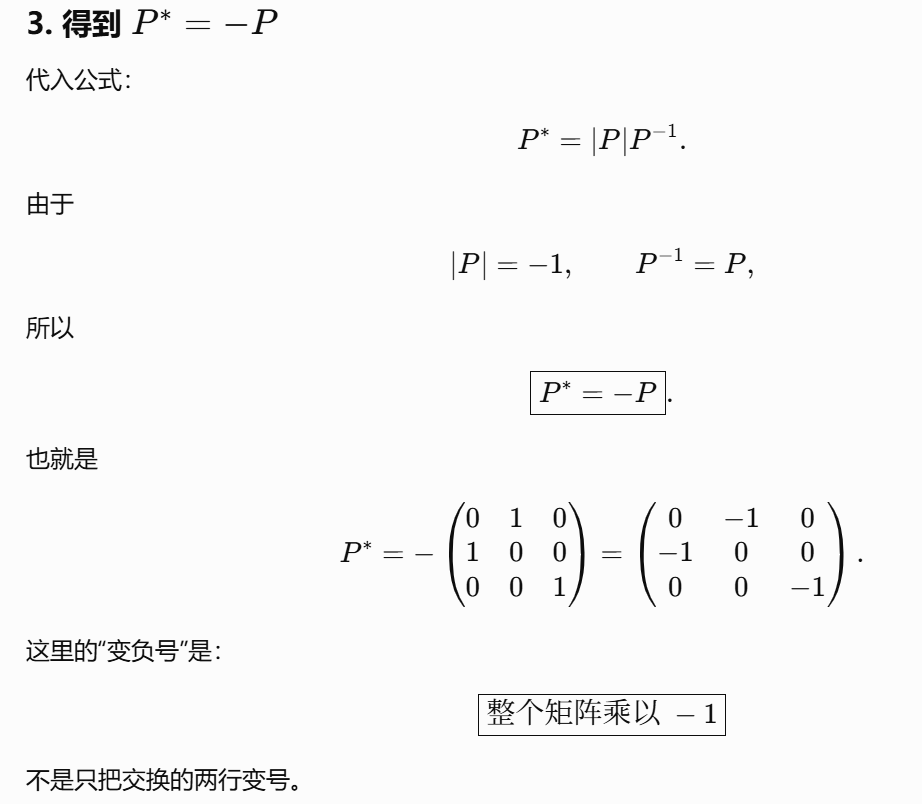 3. 得到 P* = −P
代入公式：
P* = |P|P⁻¹.
由于
|P| = −1,  P⁻¹ = P,
所以
P* = −P.
也就是
P* = − (0 1 0; 1 0 0; 0 0 1) = (0 −1 0; −1 0 0; 0 0 −1).
这里的“变负号”是：
整个矩阵乘以 − 1
不是只把交换的两行变号。